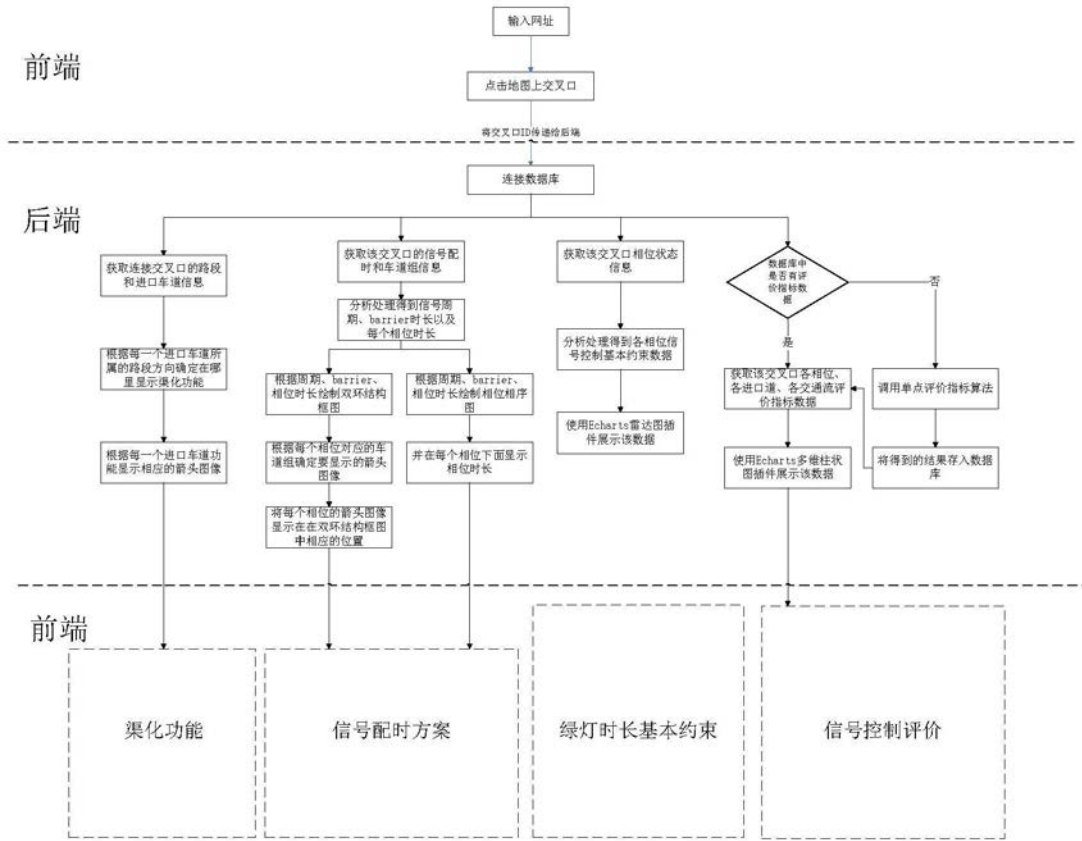 输入网址
前端
点击地图上交叉口
将交叉口ID传递给后端
连接数据库
后端
获取连接交叉口的路段
和进口车道信息
根据每一个进口车道所
属的路段方向确定在哪
里显示渠化功能
根据每一个进口车道功
能显示相应的箭头图像
获取该交叉口的信号配
时和车道组信息
分析处理得到信号周
期、barrier时长以及
每个相位时长
根据周期、barrier、
相位时长绘制双环结构
框图
根据每个相位对应的车
道组确定要显示的箭头
图像
将每个相位的箭头图像
显示在在双环结构框图
中相应的位置
根据周期、barrier
、相位时长绘制相位相序
图
并在每个相位下面显示
相位时长
获取该交叉口相位状态
信息
分析处理得到各相位信
号控制基本约束数据
使用Echarts雷达图插
件展示该数据
数据库中
是否有评
价指标数
据
否
是
获取该交叉口各相位、
各进口道、各交通流评
价指标数据
使用Echarts多维柱状
图插件展示该数据
调用单点评价指标算法
将得到的结果存入数据
库
前端
渠化功能
信号配时方案
绿灯时长基本约束
信号控制评价